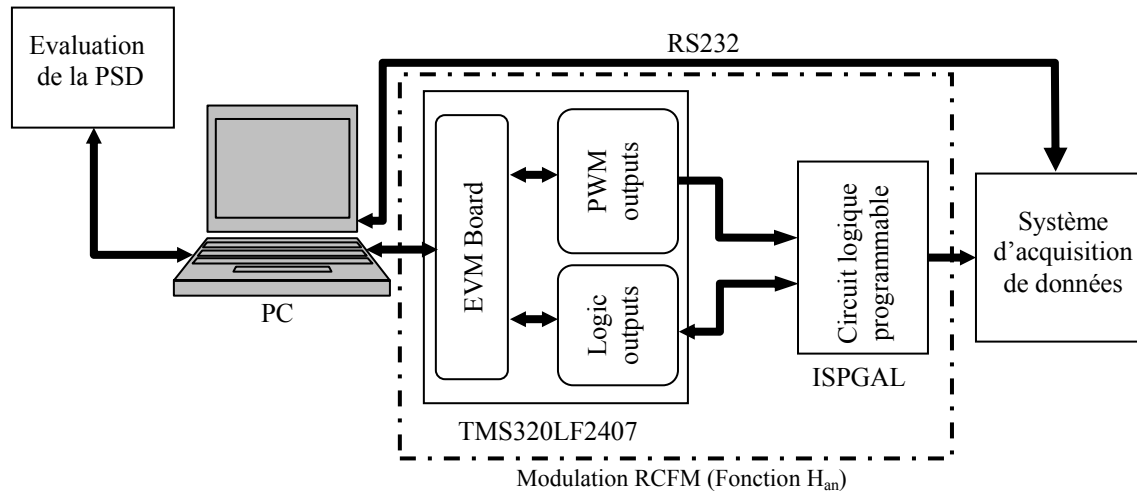 Evaluation
de la PSD
RS232
PC
EVM Board
PWM
outputs
Logic
outputs
TMS320LF2407
Circuit logique
programmable
ISPGAL
Système
d'acquisition
de données
Modulation RCFM (Fonction Han)